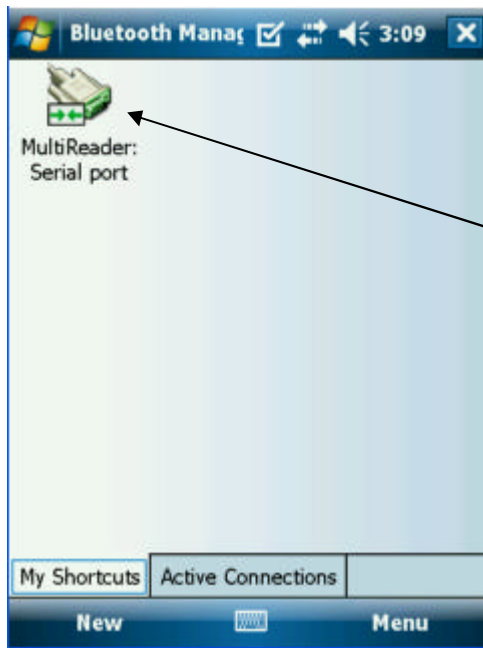 Bluetooth Manag 3:09
MultiReader:
Serial port
My Shortcuts Active Connections
New Menu